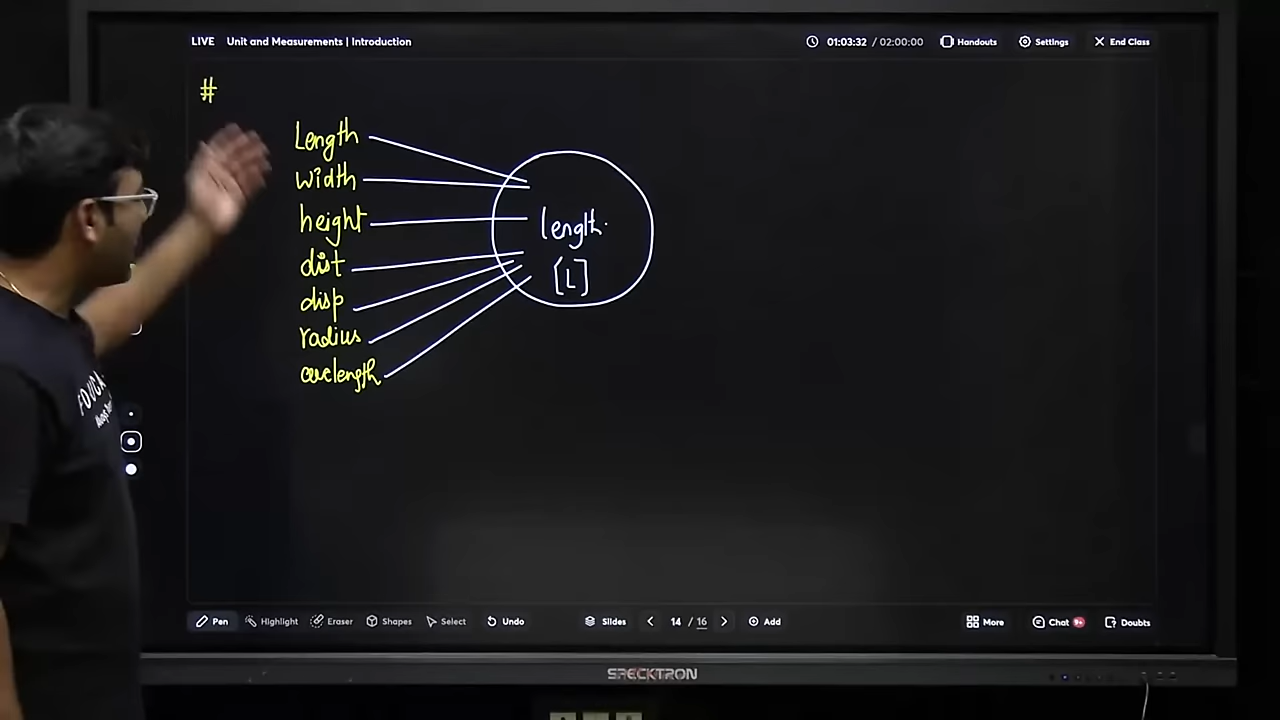 LIVE Unit and Measurements | Introduction 01:03:32 / 02:00:00 Handouts Settings End Class
#
Length
width
height
dist
disp
radius
length.
[L]
Pen Highlight Eraser Shapes Select Undo Slides 14 / 16 Add More Chat 9+ Doubts
SPECKTRON